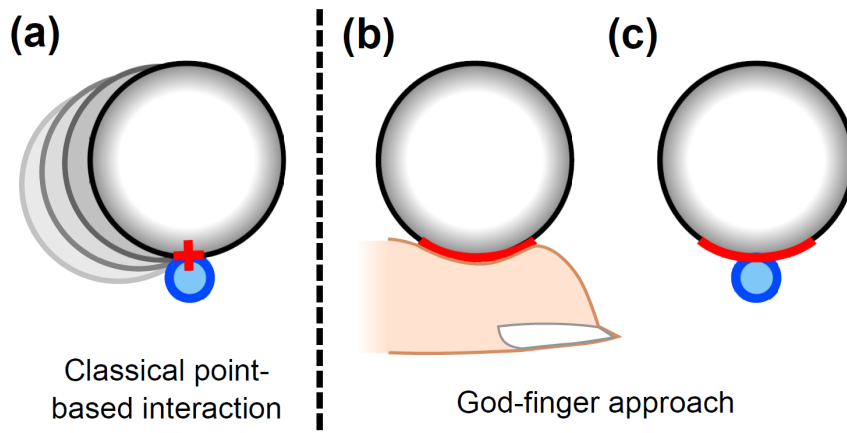 (a)
(b)
(c)
Classical point-
based interaction
God-finger approach